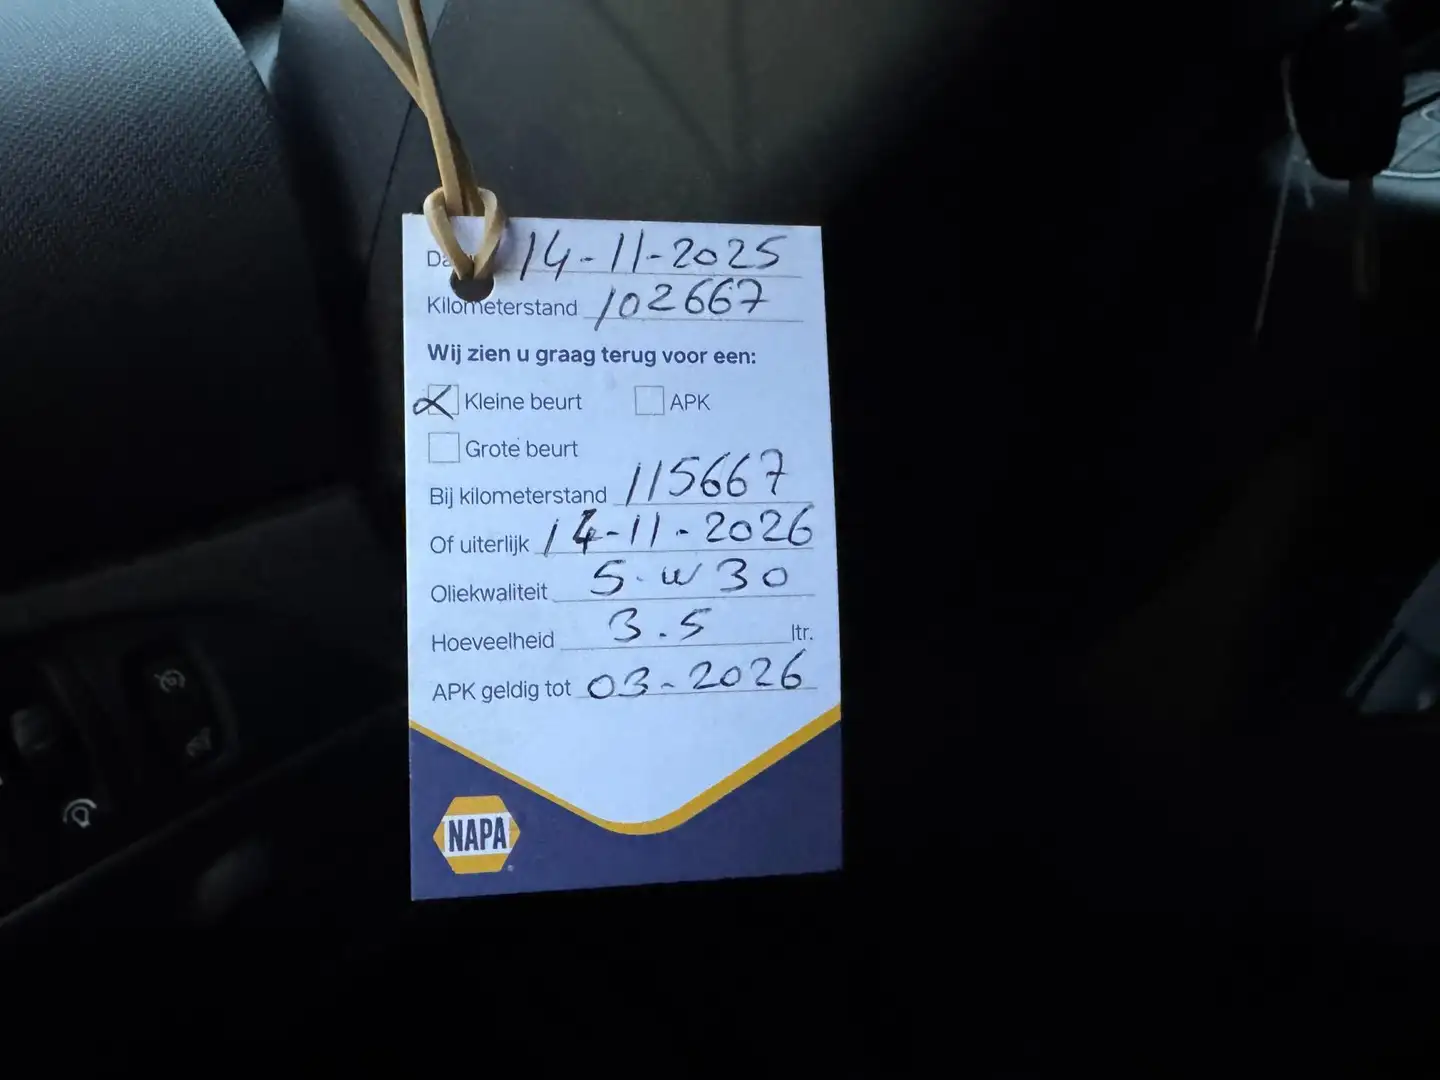 Da 14-11-2025
Kilometerstand 102667
Wij zien u graag terug voor een:
Kleine beurt APK
Grote beurt
Bij kilometerstand 115667
Of uiterlijk 14-11-2026
Oliekwaliteit 5-w30
Hoeveelheid 3.5 ltr.
APK geldig tot 03-2026
NAPA